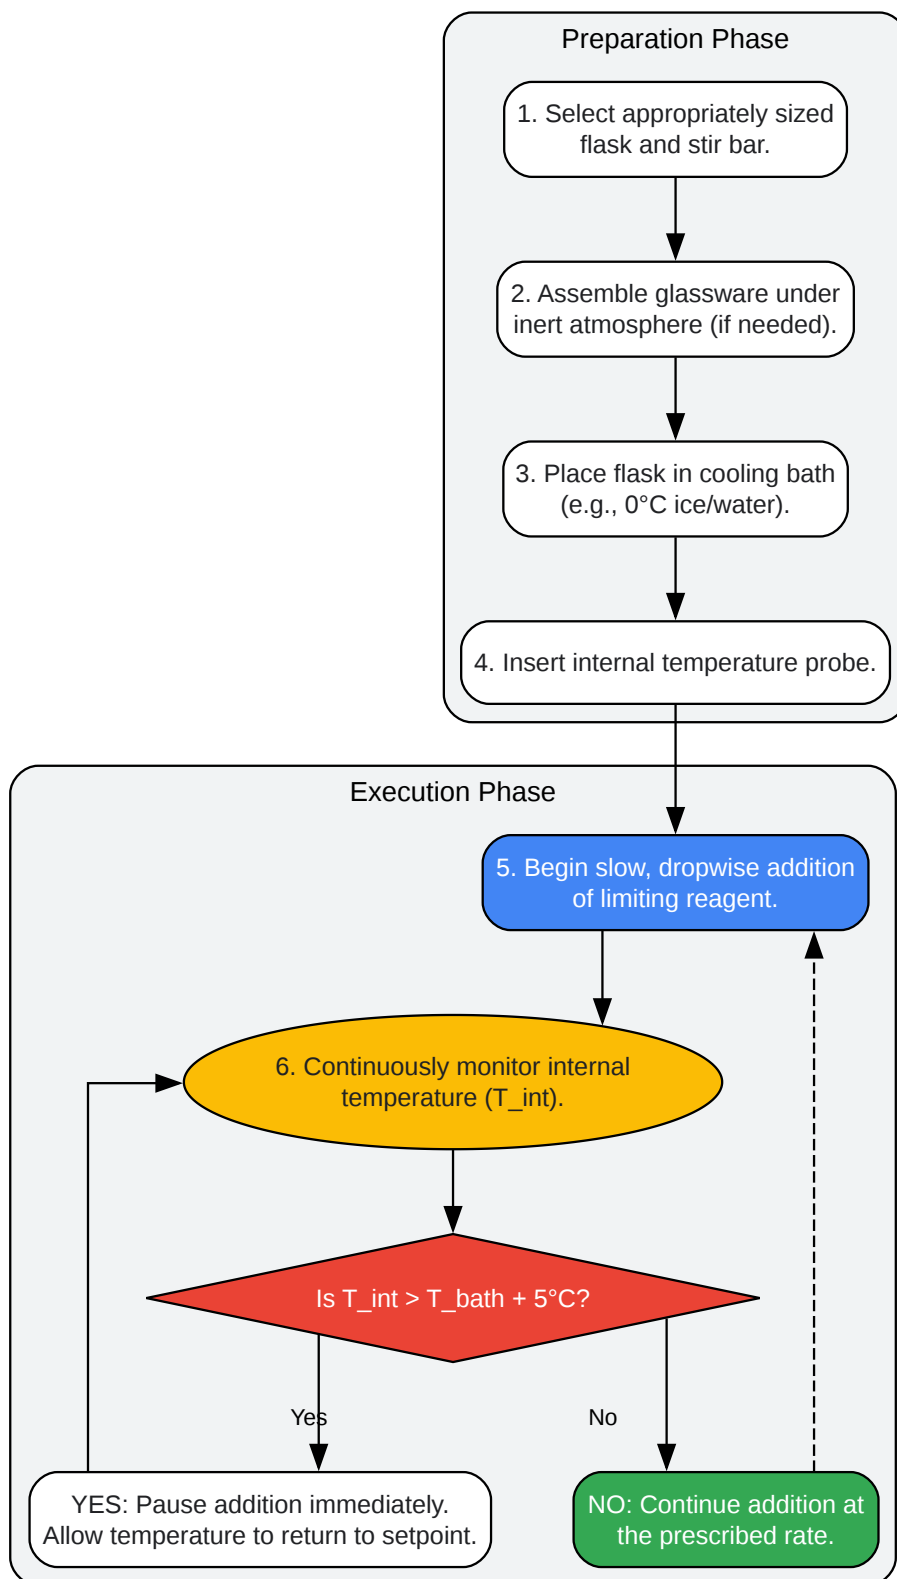 Preparation Phase
1. Select appropriately sized
flask and stir bar.
2. Assemble glassware under
inert atmosphere (if needed).
3. Place flask in cooling bath
(e.g., 0°C ice/water).
4. Insert internal temperature probe.
Execution Phase
5. Begin slow, dropwise addition
of limiting reagent.
6. Continuously monitor internal
temperature (T_int).
Is T_int > T_bath + 5°C?
Yes
No
YES: Pause addition immediately.
Allow temperature to return to setpoint.
NO: Continue addition at
the prescribed rate.